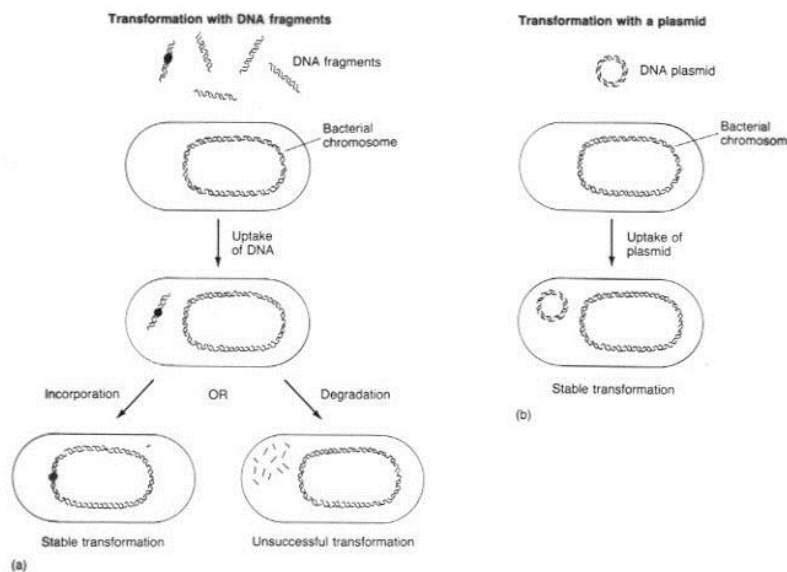 Transformation with DNA fragments
DNA fragments
Bacterial
chromosome
Uptake
of DNA
Incorporation
OR
Degradation
Stable transformation
Unsuccessful transformation
(a)
Transformation with a plasmid
DNA plasmid
Bacterial
chromosome
Uptake of
plasmid
Stable transformation
(b)